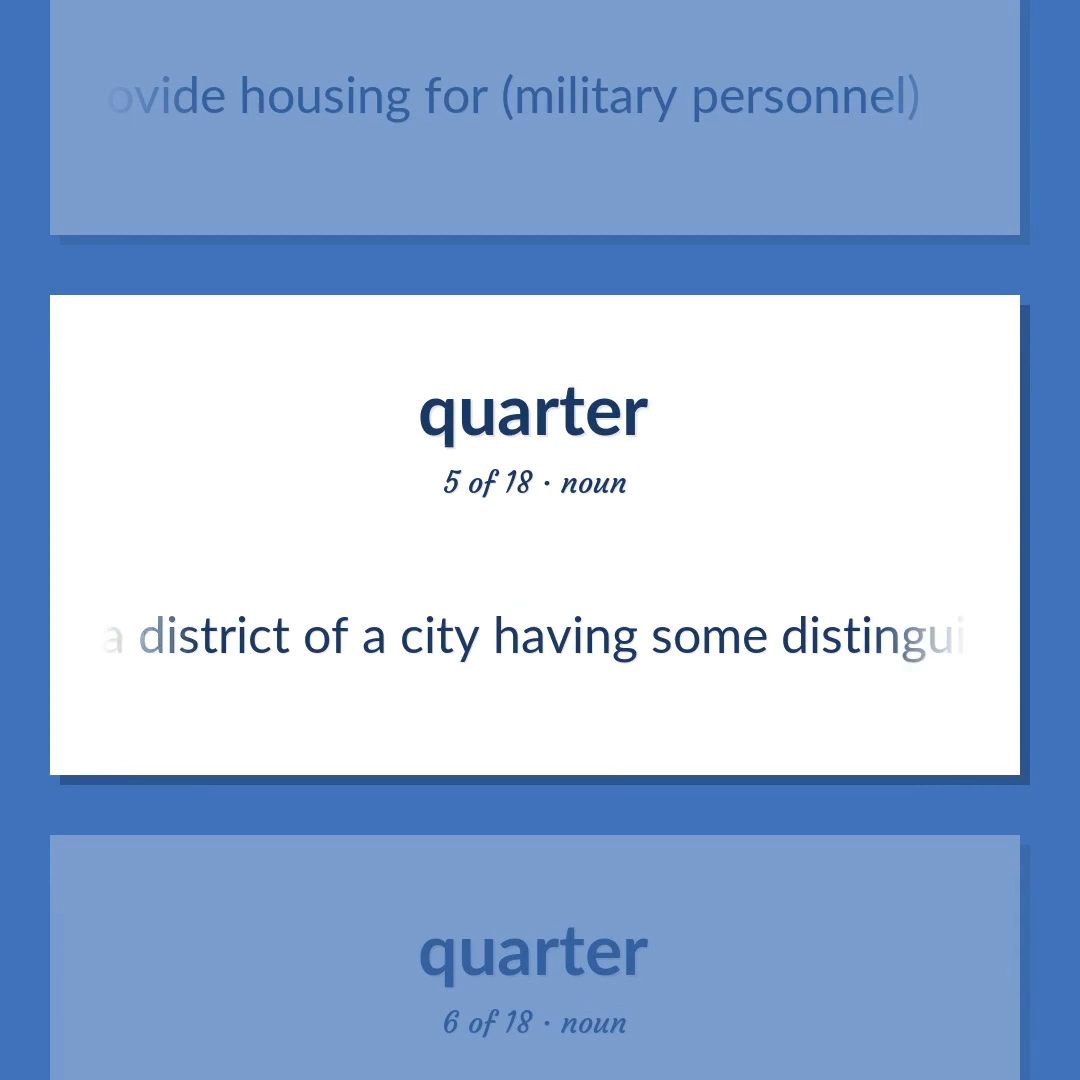 ovide housing for (military personnel)
quarter
5 of 18 · noun
a district of a city having some distingui
quarter
6 of 18 · noun